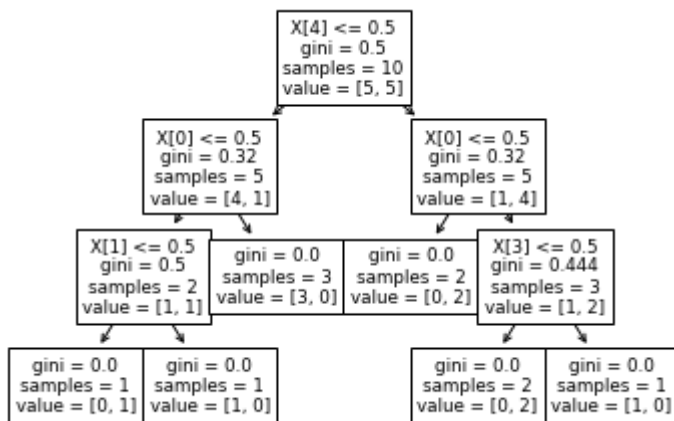 X[4] <= 0.5
gini = 0.5
samples = 10
value = [5, 5]
X[0] <= 0.5
gini = 0.32
samples = 5
value = [4, 1]
X[0] <= 0.5
gini = 0.32
samples = 5
value = [1, 4]
X[1] <= 0.5
gini = 0.5
samples = 2
value = [1, 1]
gini = 0.0
samples = 3
value = [3, 0]
gini = 0.0
samples = 2
value = [0, 2]
X[3] <= 0.5
gini = 0.444
samples = 3
value = [1, 2]
gini = 0.0
samples = 1
value = [0, 1]
gini = 0.0
samples = 1
value = [1, 0]
gini = 0.0
samples = 2
value = [0, 2]
gini = 0.0
samples = 1
value = [1, 0]